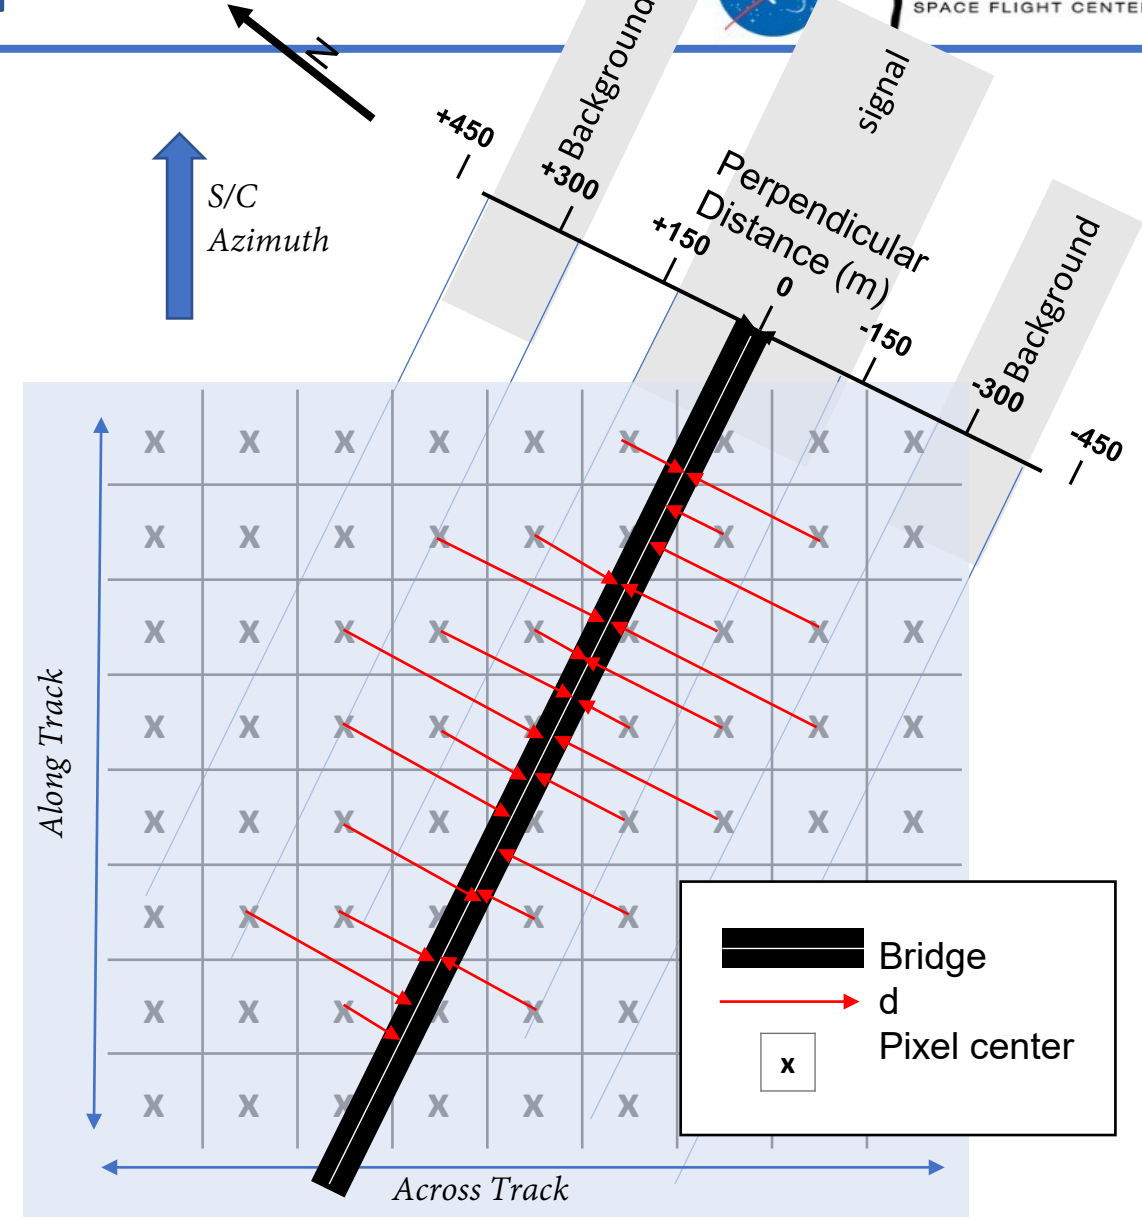 SPACE FLIGHT CENTER
N
S/C
Azimuth
+450
Background
+300
signal
Perpendicular
Distance (m)
+150
0
-150
Background
-300
-450
X X X X X X X X X
X X X X X X X X X
X X X X X X X X X
X X X X X X X X X
X X X X X X X X X
X X X X X X
X X X X X X
X X X X X X
Along Track
Across Track
Bridge
d
x Pixel center